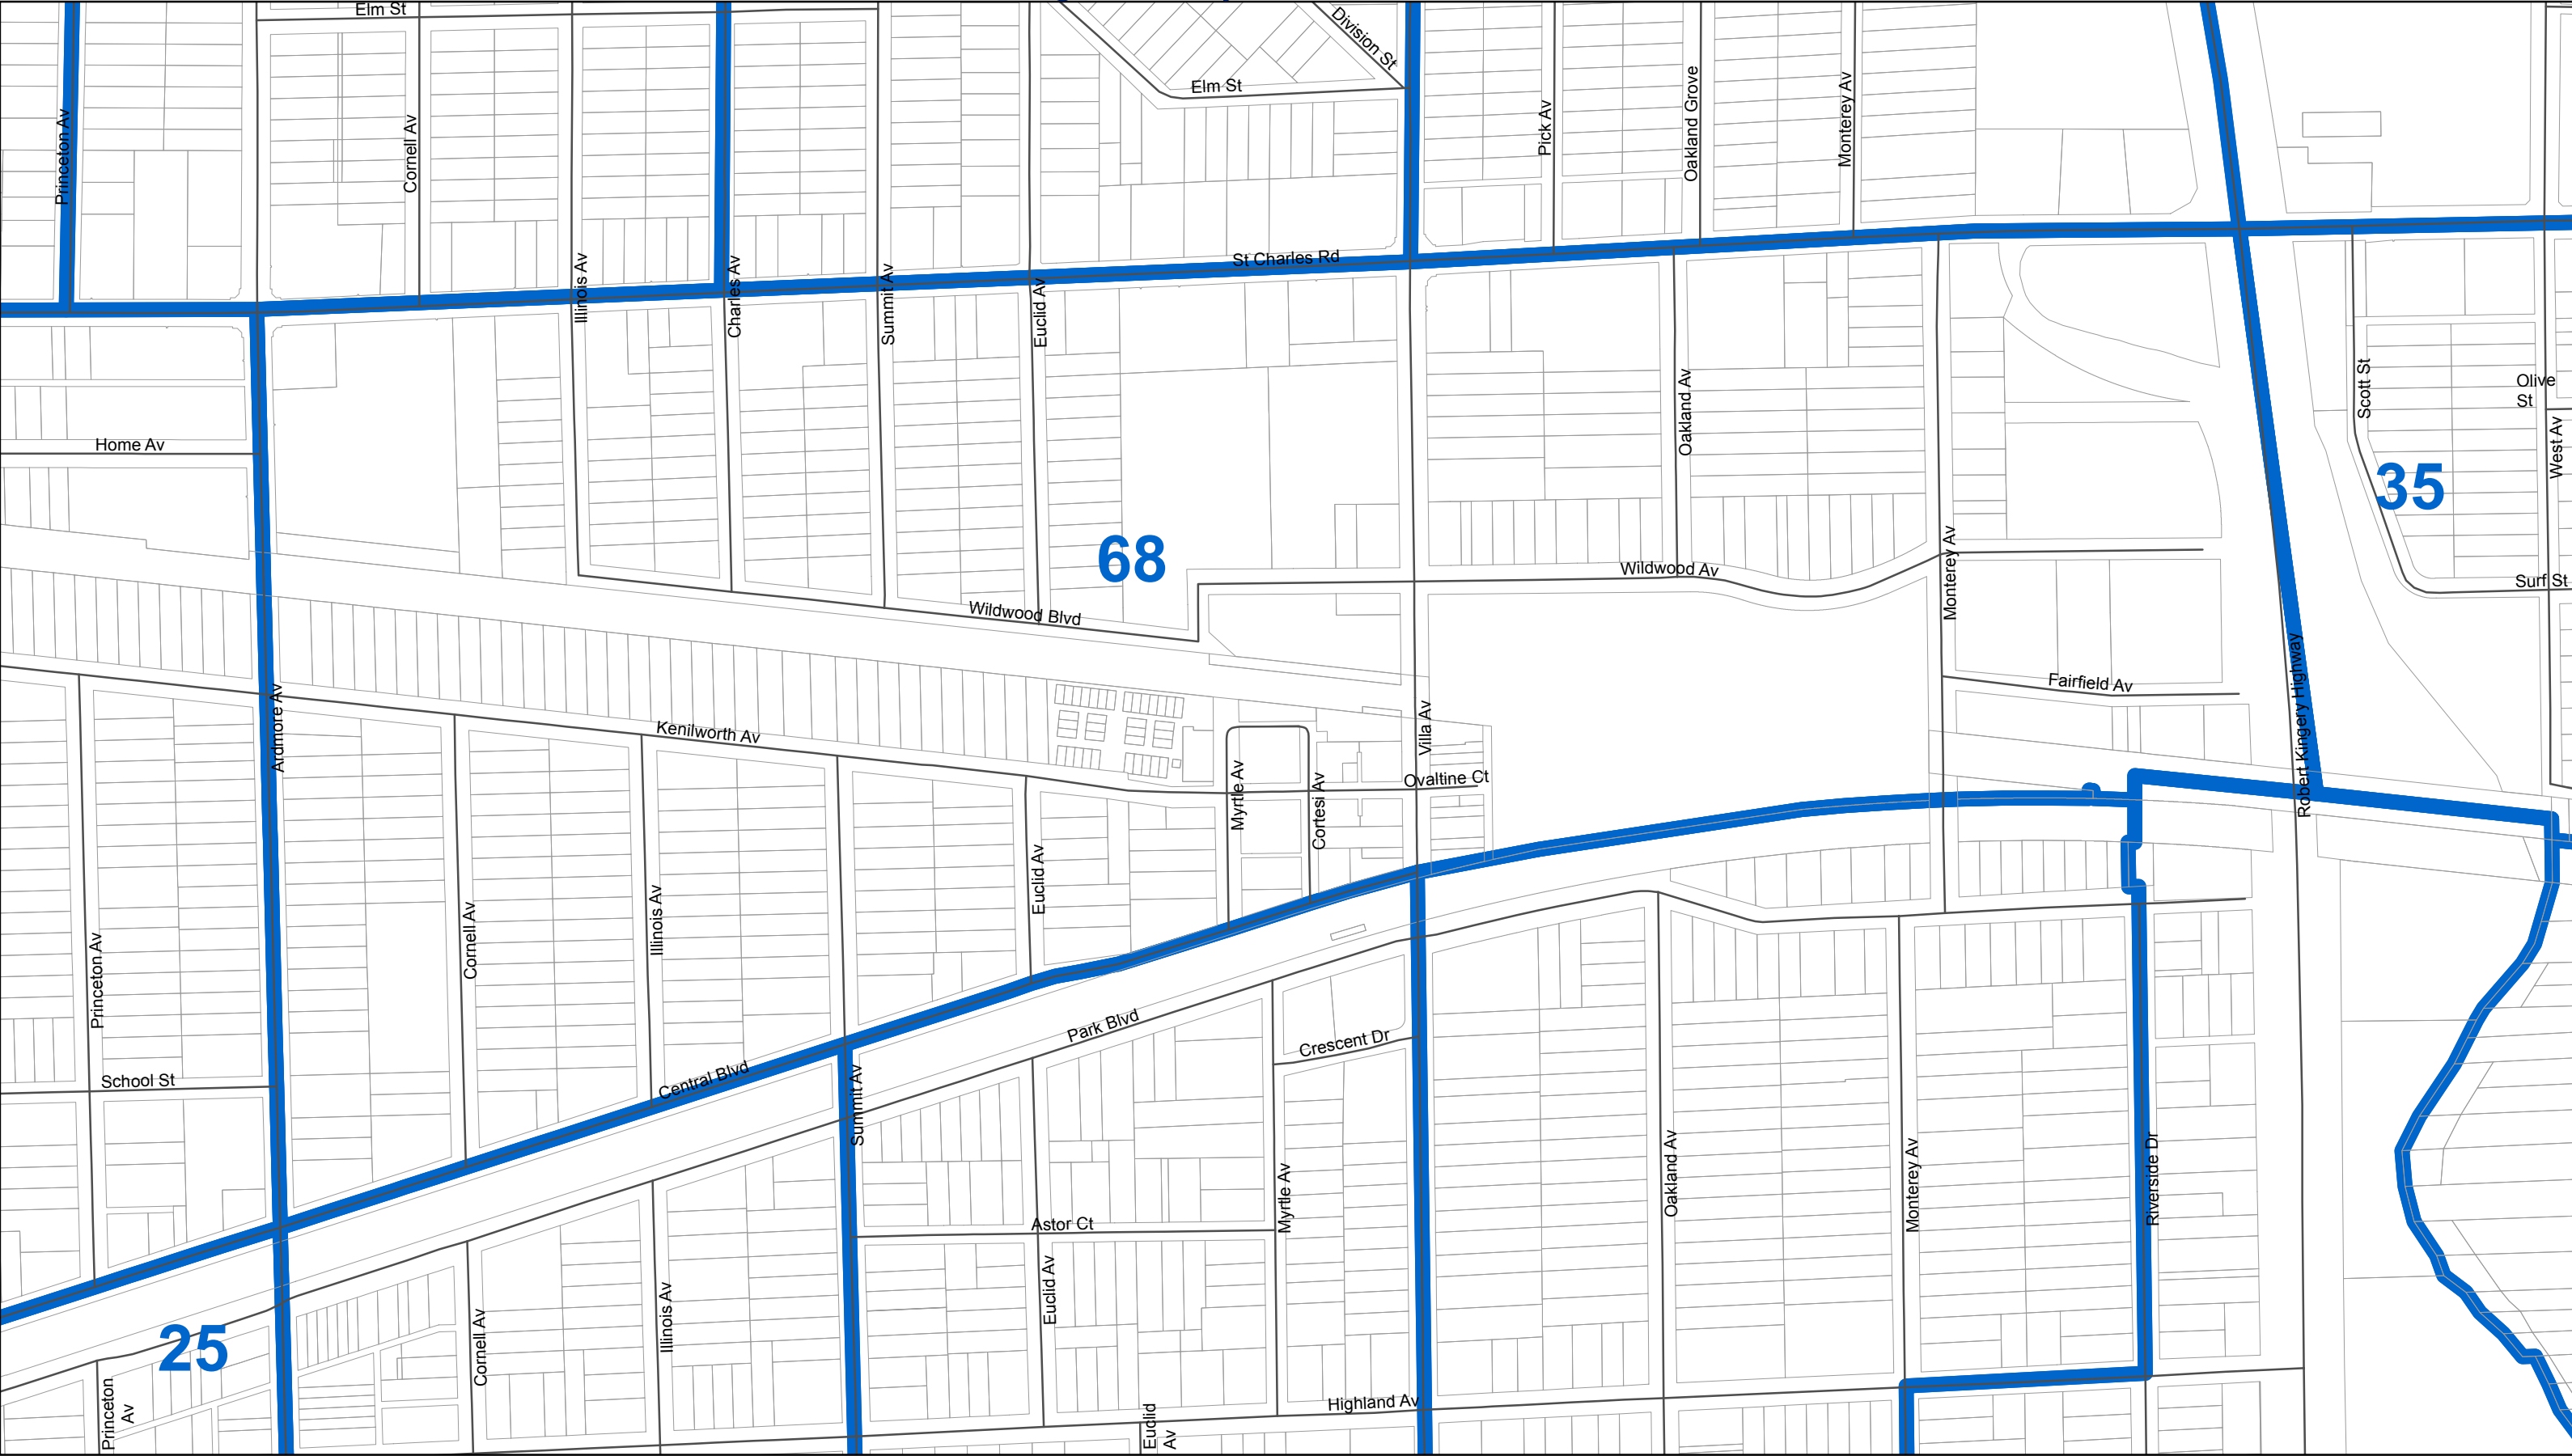 Elm St
Division St
Elm St
Princeton Av
Cornell Av
Pick Av
Oakland Grove
Monterey Av
St Charles Rd
Illinois Av
Charles Av
Summit Av
Euclid Av
Oakland Av
Scott St
Olive
St
West Av
Home Av
35
68
Wildwood Av
Monterey Av
Surf St
Wildwood Blvd
Fairfield Av
Robert Kingery Highway
Ardmore Av
Kenilworth Av
Villa Av
Ovaltine Ct
Myrtle Av
Cortesi Av
Euclid Av
Illinois Av
Cornell Av
Princeton Av
Park Blvd
Crescent Dr
School St
Central Blvd
Summit Av
Myrtle Av
Oakland Av
Monterey Av
Riverside Dr
Astor Ct
Euclid Av
Illinois Av
Cornell Av
25
Princeton
Av
Highland Av
Euclid
Av